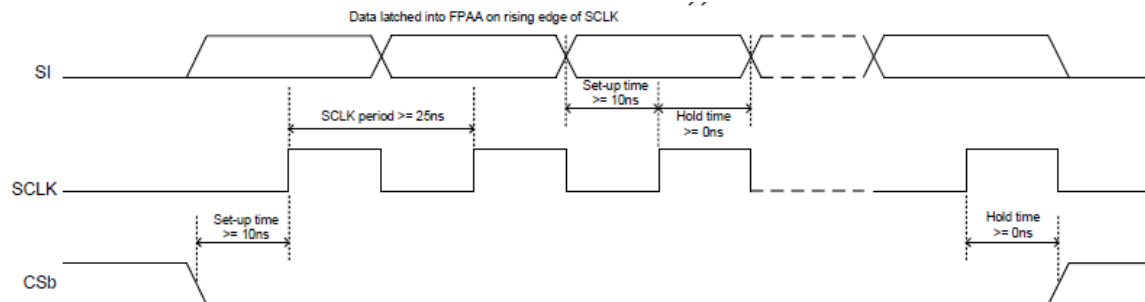 Data latched into FPAA on rising edge of SCLK
SI
Set-up time
>= 10ns
SCLK period >= 25ns
Hold time
>= 0ns
SCLK
Set-up time
>= 10ns
Hold time
>= 0ns
CSb